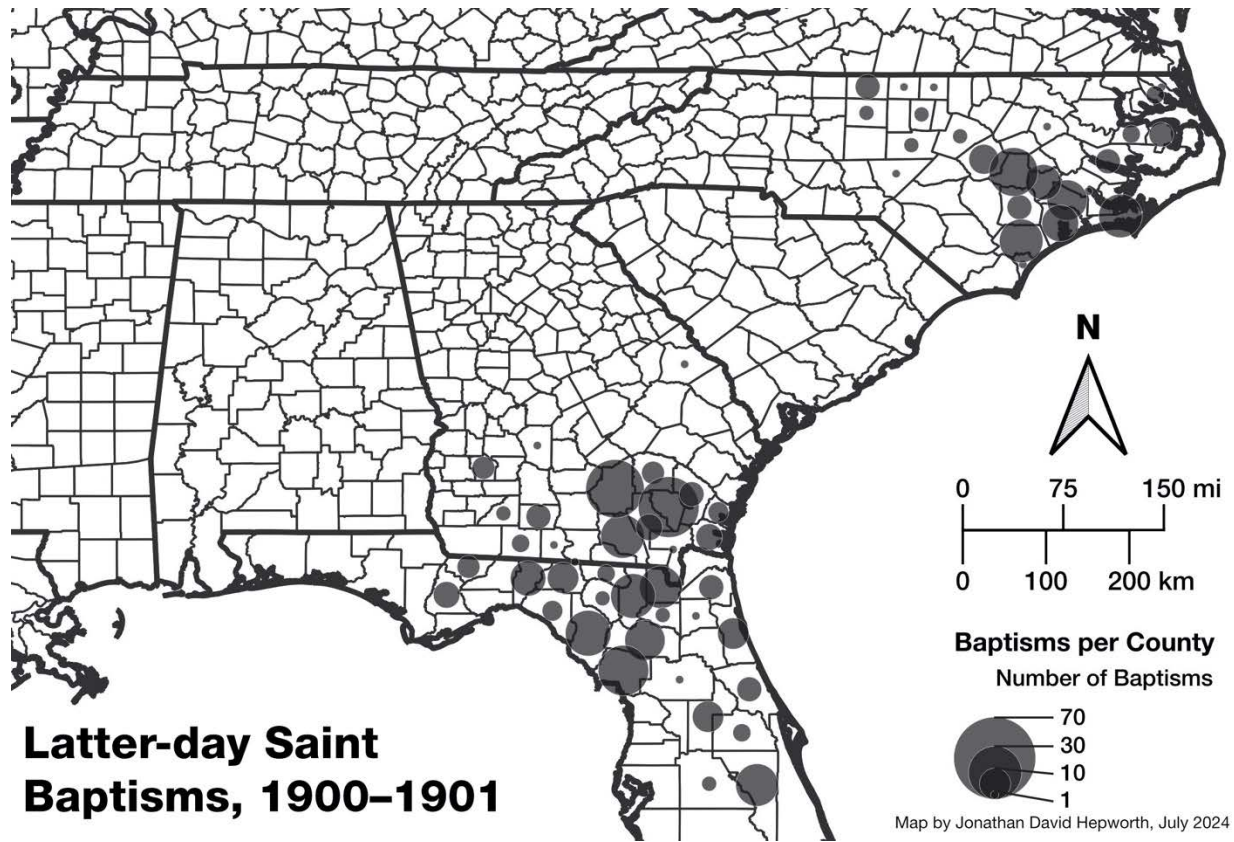 N
0 75 150 mi
0 100 200 km
Baptisms per County
Number of Baptisms
70
30
10
1
Latter-day Saint
Baptisms, 1900–1901
Map by Jonathan David Hepworth, July 2024